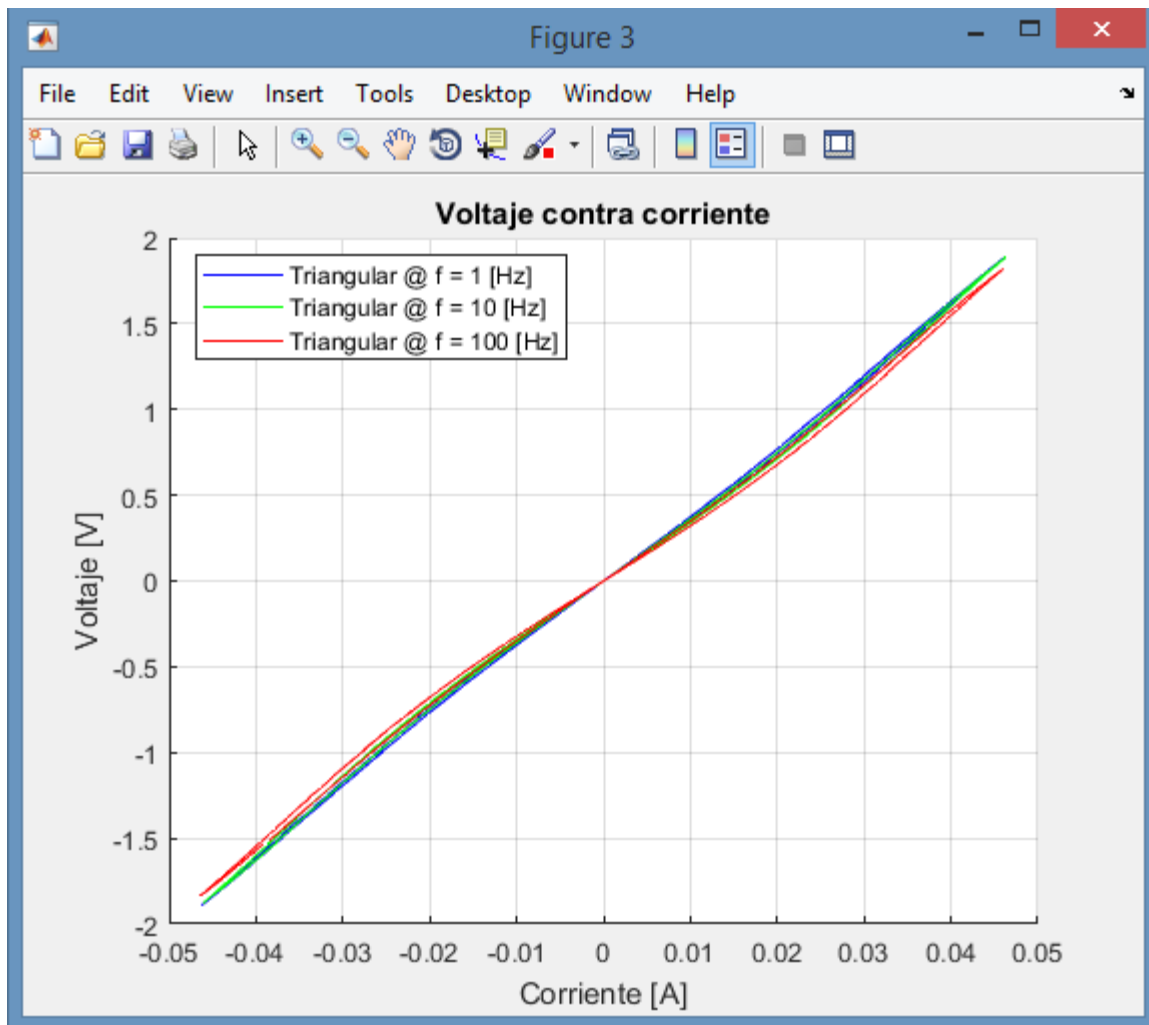 Figure 3
File Edit View Insert Tools Desktop Window Help
Voltaje contra corriente
Triangular @ f = 1 [Hz]
Triangular @ f = 10 [Hz]
Triangular @ f = 100 [Hz]
2
1.5
1
0.5
0
-0.5
-1
-1.5
-2
Voltaje [V]
-0.05 -0.04 -0.03 -0.02 -0.01 0 0.01 0.02 0.03 0.04 0.05
Corriente [A]